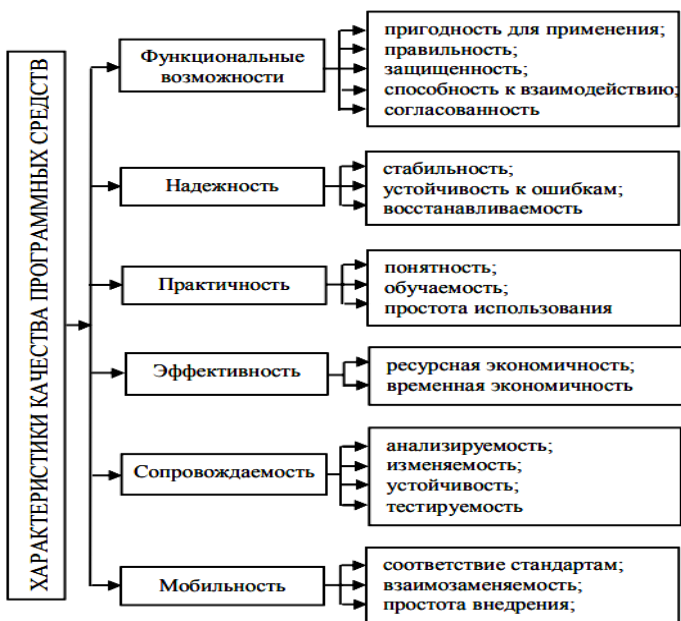 ХАРАКТЕРИСТИКИ КАЧЕСТВА ПРОГРАММНЫХ СРЕДСТВ
Функциональные
возможности
пригодность для применения;
правильность;
защищенность;
способность к взаимодействию;
согласованность
Надежность
стабильность;
устойчивость к ошибкам;
восстанавливаемость
Практичность
понятность;
обучаемость;
простота использования
Эффективность
ресурсная экономичность;
временная экономичность
Сопровождаемость
анализируемость;
изменяемость;
устойчивость;
тестируемость
Мобильность
соответствие стандартам;
взаимозаменяемость;
простота внедрения;